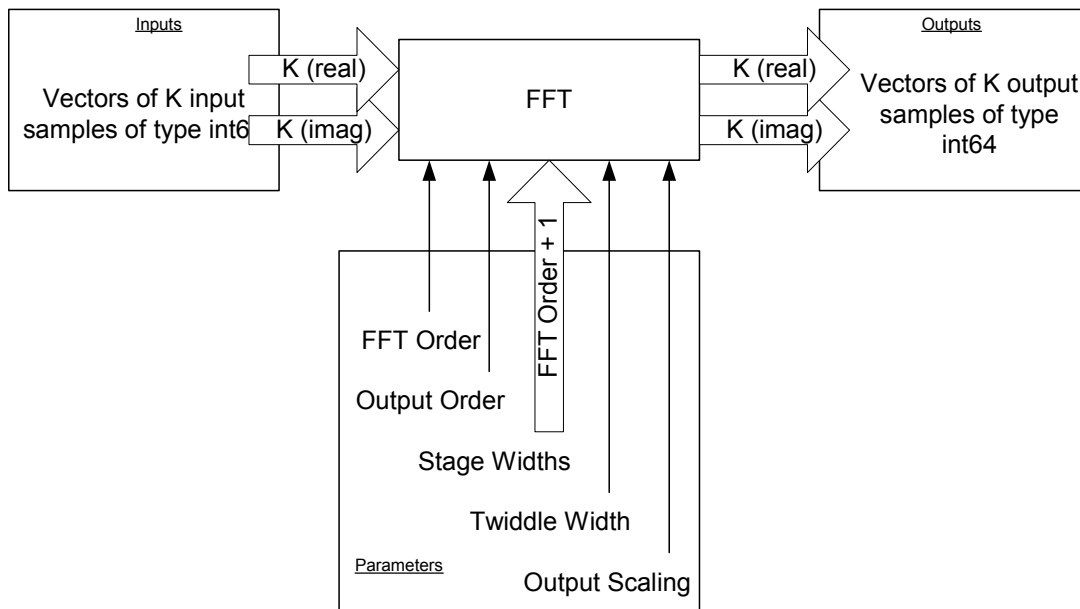 Inputs
Vectors of K input
samples of type int6
K (real)
K (imag)
FFT
K (real)
K (imag)
Outputs
Vectors of K output
samples of type
int64
FFT Order + 1
FFT Order
Output Order
Stage Widths
Twiddle Width
Output Scaling
Parameters